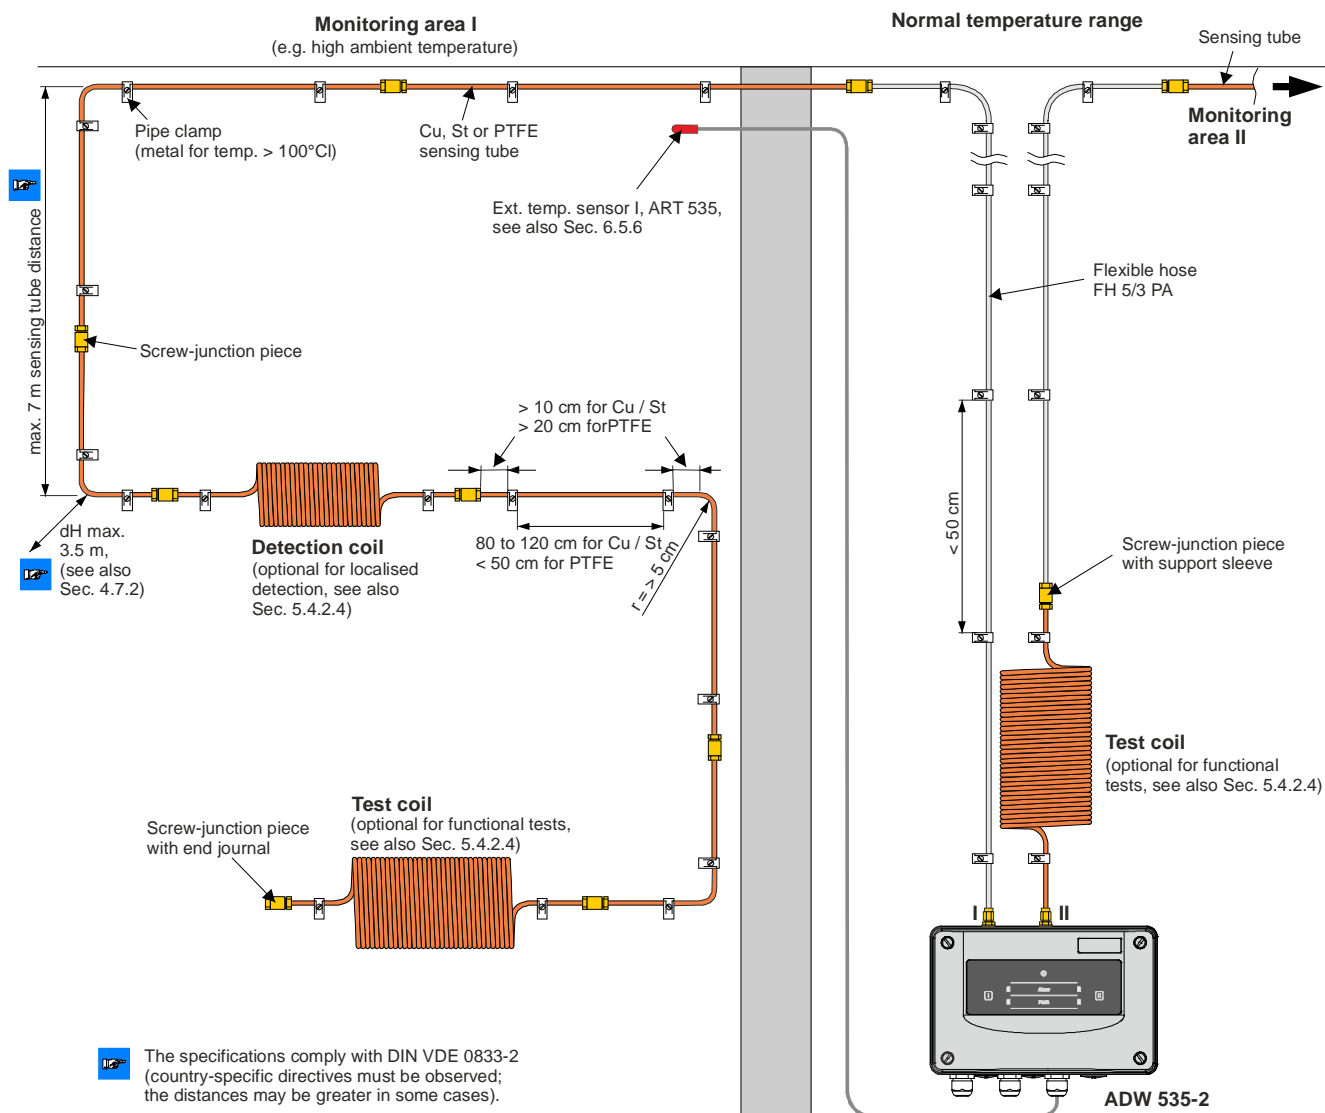 Monitoring area I
(e.g. high ambient temperature)
Normal temperature range
Sensing tube
Monitoring
area II
Pipe clamp
(metal for temp. > 100°Cl)
Cu, St or PTFE
sensing tube
Ext. temp. sensor I, ART 535,
see also Sec. 6.5.6
max. 7 m sensing tube distance
Flexible hose
FH 5/3 PA
Screw-junction piece
> 10 cm for Cu / St
> 20 cm forPTFE
80 to 120 cm for Cu / St
< 50 cm for PTFE
r = > 5 cm
< 50 cm
dH max.
3.5 m,
(see also
Sec. 4.7.2)
Detection coil
(optional for localised
detection, see also
Sec. 5.4.2.4)
Screw-junction piece
with support sleeve
Test coil
(optional for functional
tests, see also Sec. 5.4.2.4)
Test coil
(optional for functional tests,
see also Sec. 5.4.2.4)
Screw-junction piece
with end journal
I
II
I
II
The specifications comply with DIN VDE 0833-2
(country-specific directives must be observed;
the distances may be greater in some cases).
ADW 535-2